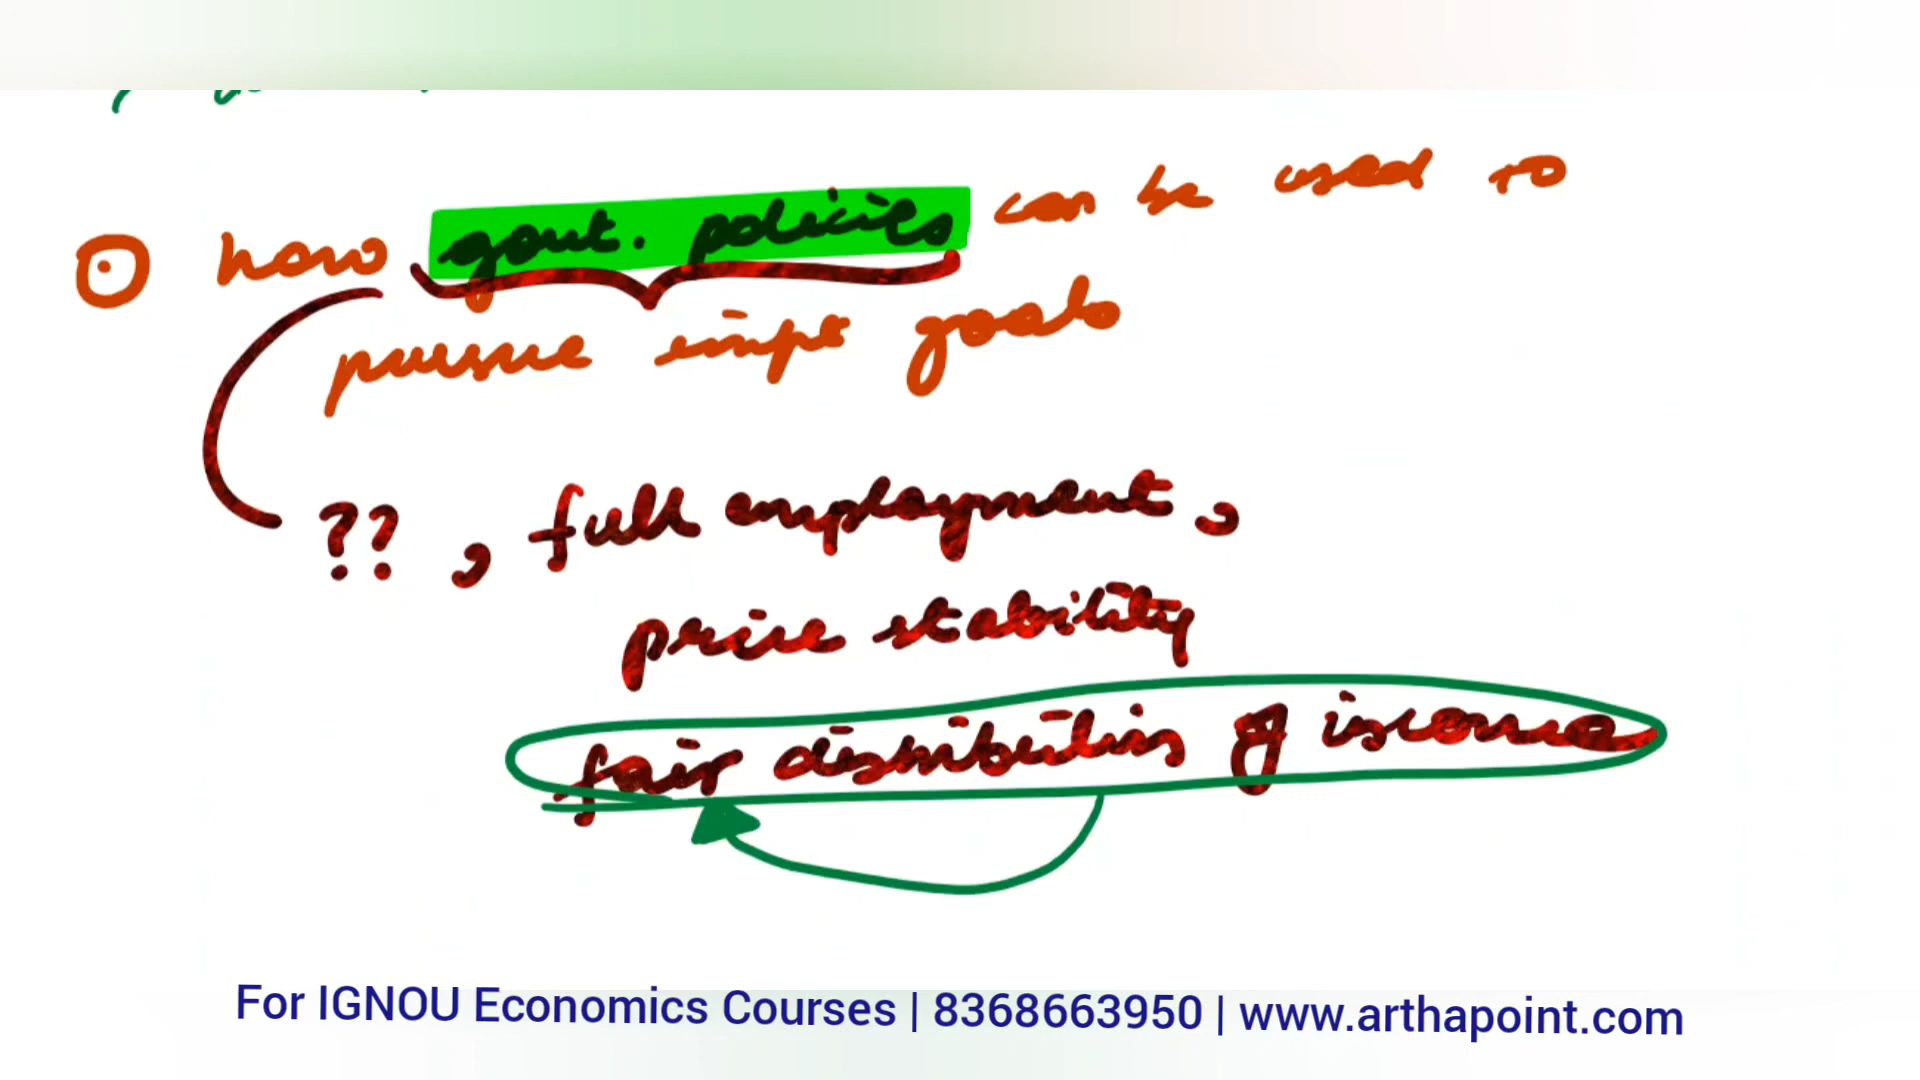 how govt. policies can be used to
pursue impt goals
??, full employment,
price stability
fair distribution of income
For IGNOU Economics Courses | 8368663950 | www.arthapoint.com